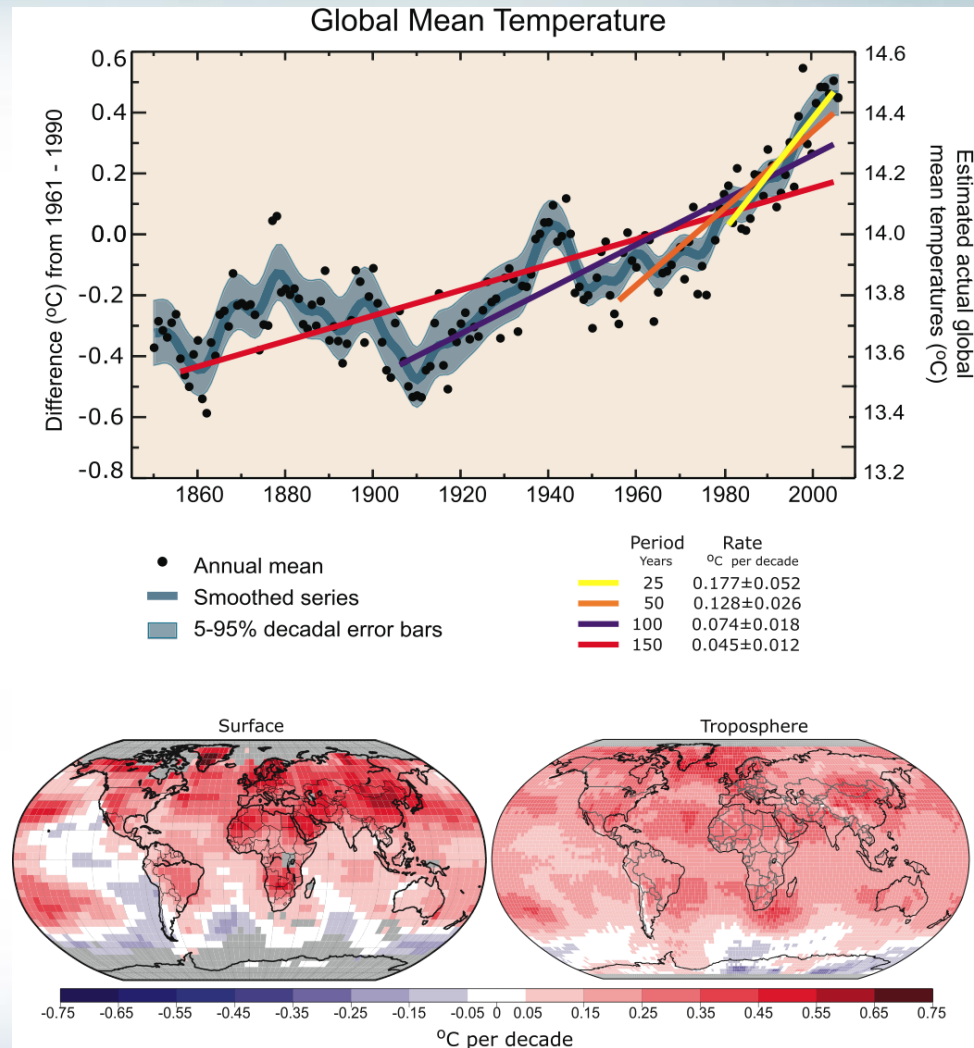 Global Mean Temperature
Difference (ºC) from 1961 - 1990
0.6
0.4
0.2
0.0
-0.2
-0.4
-0.6
-0.8
14.6
14.4
14.2
14.0
13.8
13.6
13.4
13.2
Estimated actual global
mean temperatures (ºC)
1860 1880 1900 1920 1940 1960 1980 2000
Annual mean
Smoothed series
5-95% decadal error bars
Period Rate
Years ºC per decade
25 0.177±0.052
50 0.128±0.026
100 0.074±0.018
150 0.045±0.012
Surface
Troposphere
-0.75 -0.65 -0.55 -0.45 -0.35 -0.25 -0.15 -0.05 0 0.05 0.15 0.25 0.35 0.45 0.55 0.65 0.75
ºC per decade